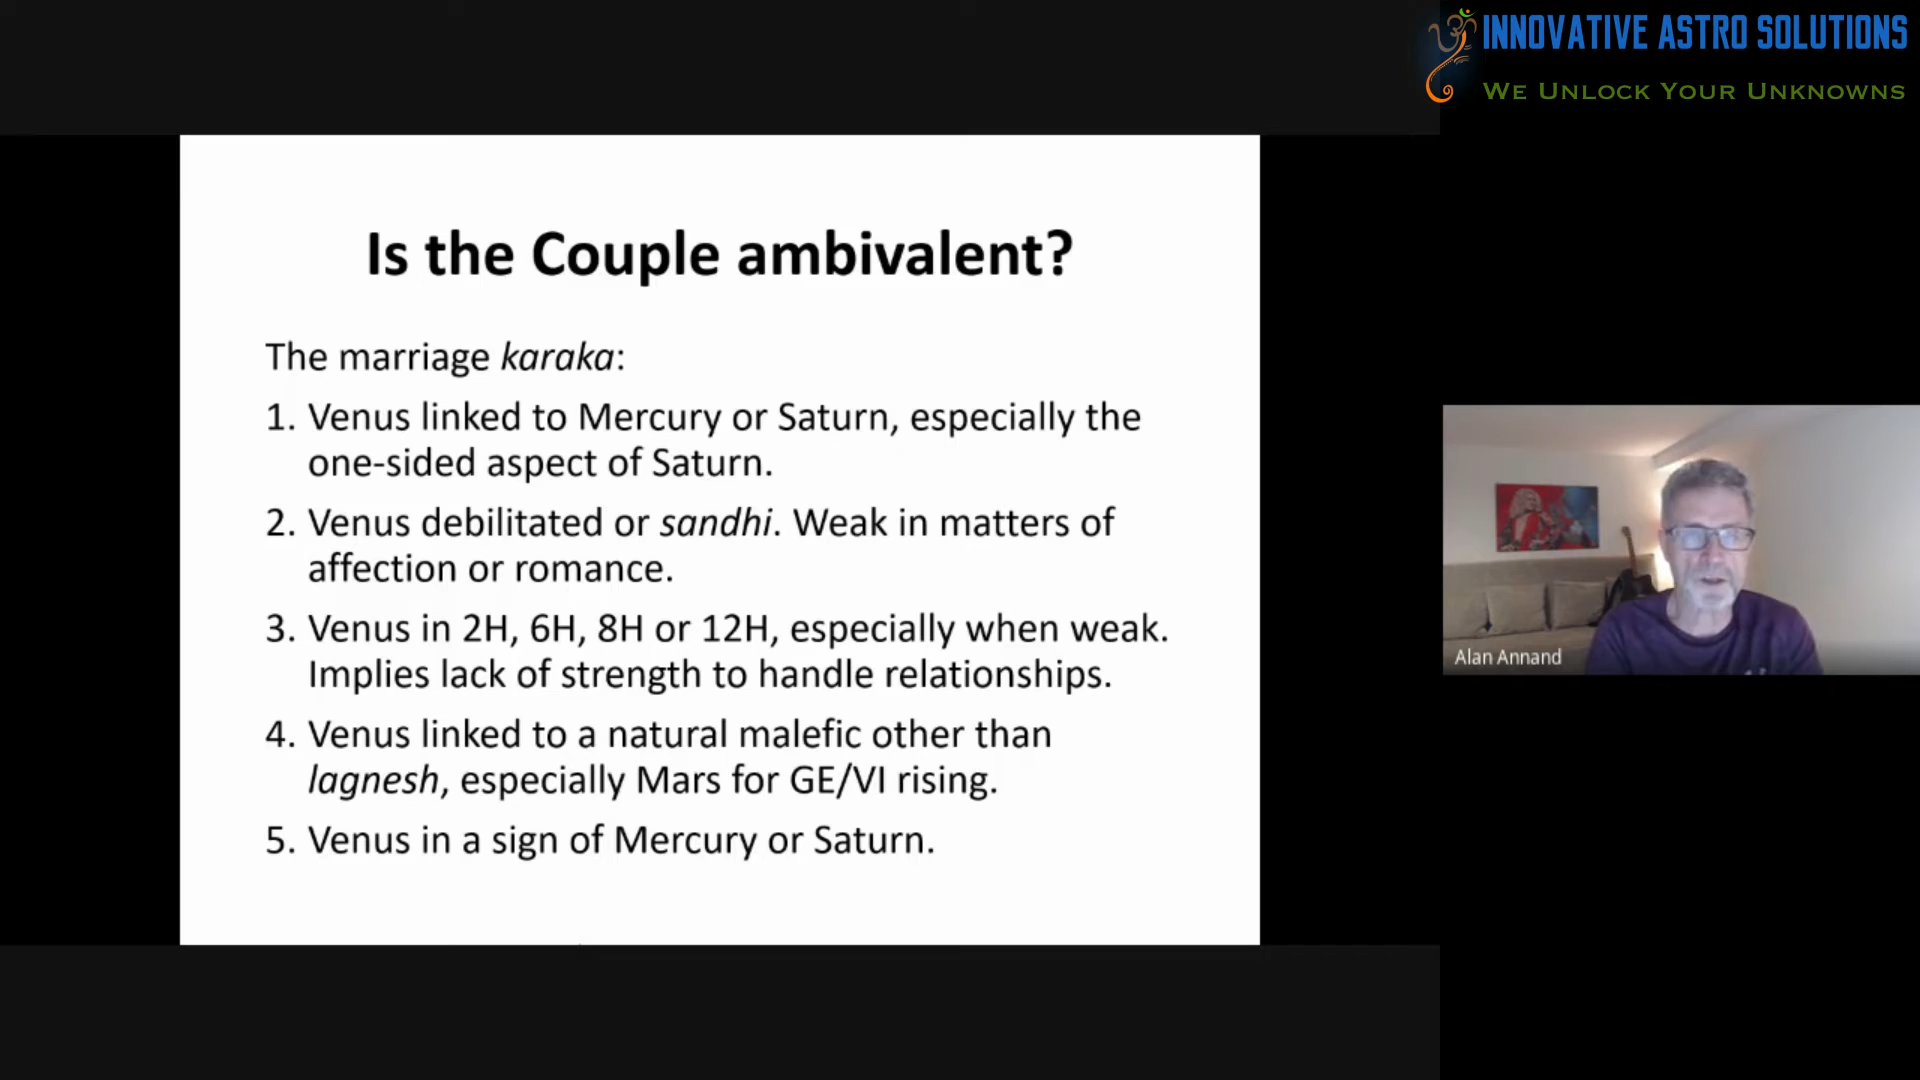 INNOVATIVE ASTRO SOLUTIONS
WE UNLOCK YOUR UNKNOWNS
Is the Couple ambivalent?
The marriage karaka:
1. Venus linked to Mercury or Saturn, especially the
one-sided aspect of Saturn.
2. Venus debilitated or sandhi. Weak in matters of
affection or romance.
3. Venus in 2H, 6H, 8H or 12H, especially when weak.
Implies lack of strength to handle relationships.
4. Venus linked to a natural malefic other than
lagnesh, especially Mars for GE/VI rising.
5. Venus in a sign of Mercury or Saturn.
Alan Annand